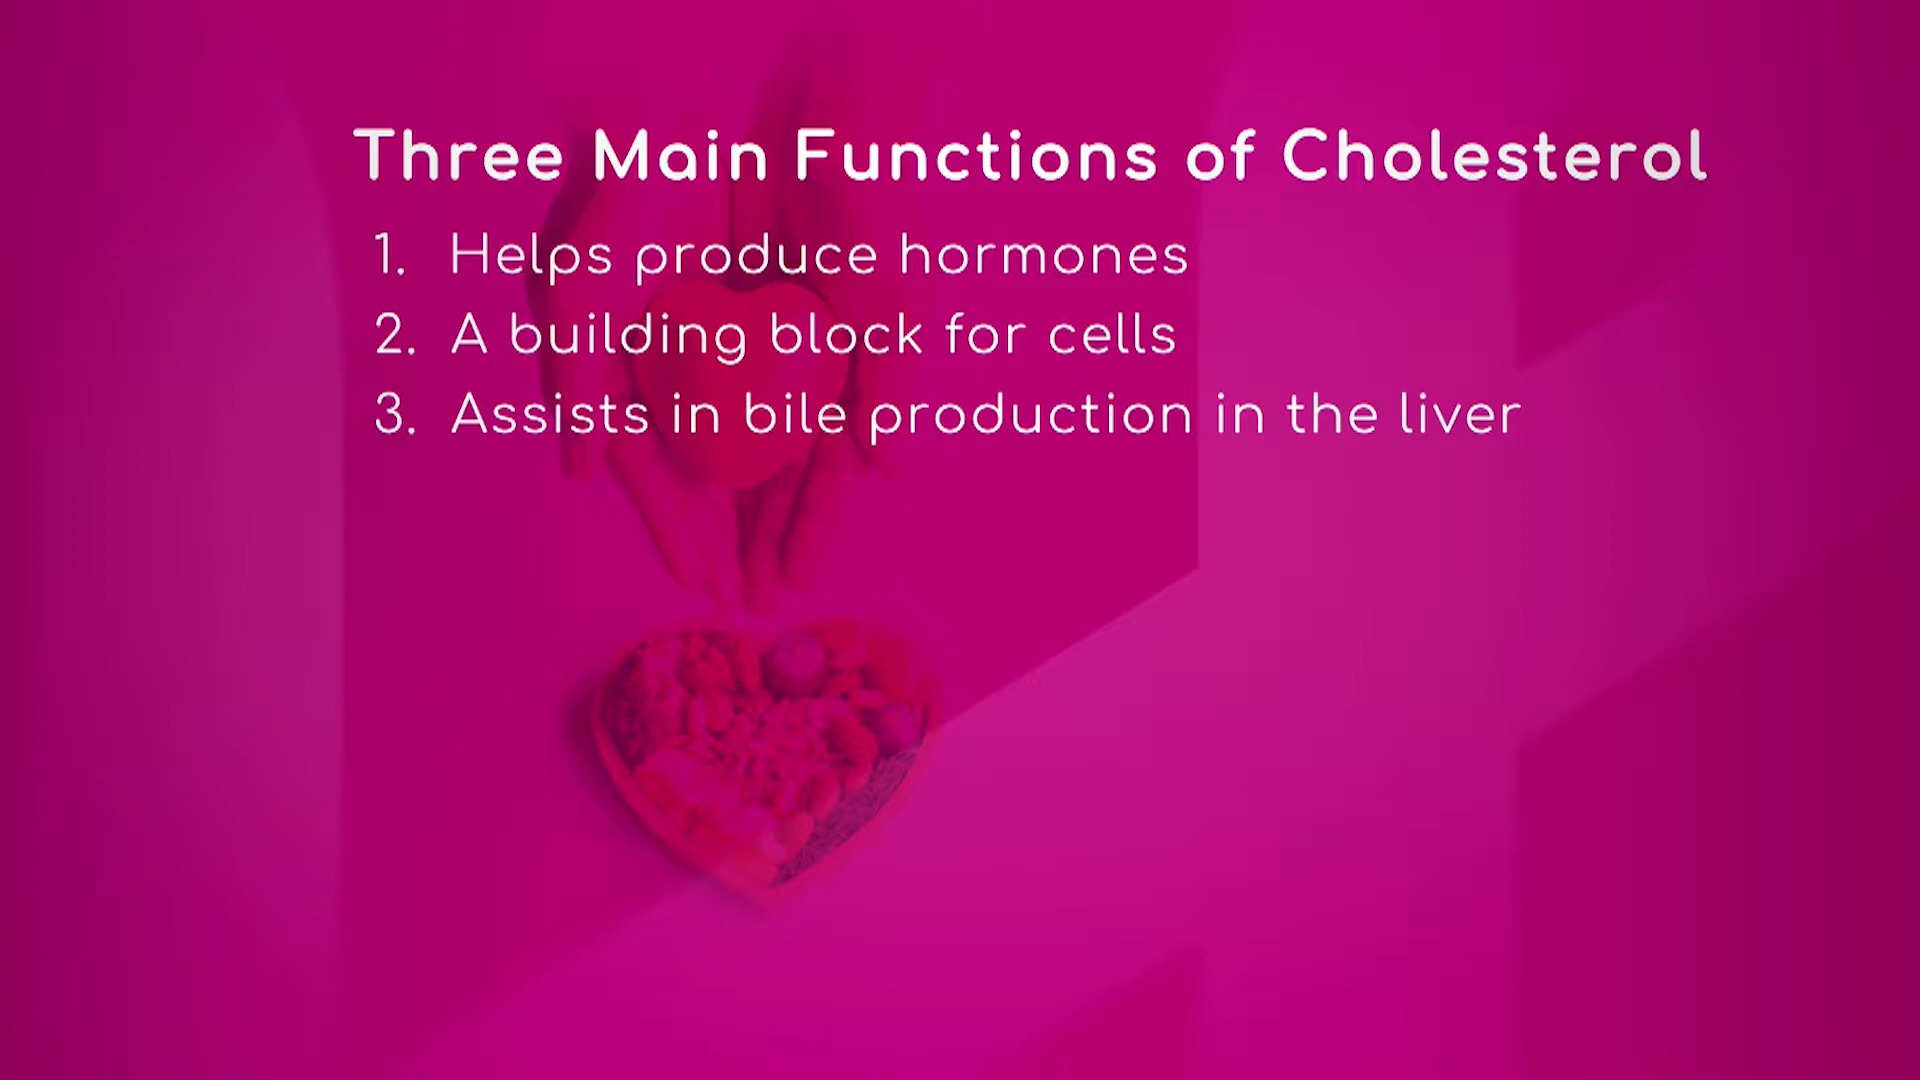 Three Main Functions of Cholesterol
1. Helps produce hormones
2. A building block for cells
3. Assists in bile production in the liver